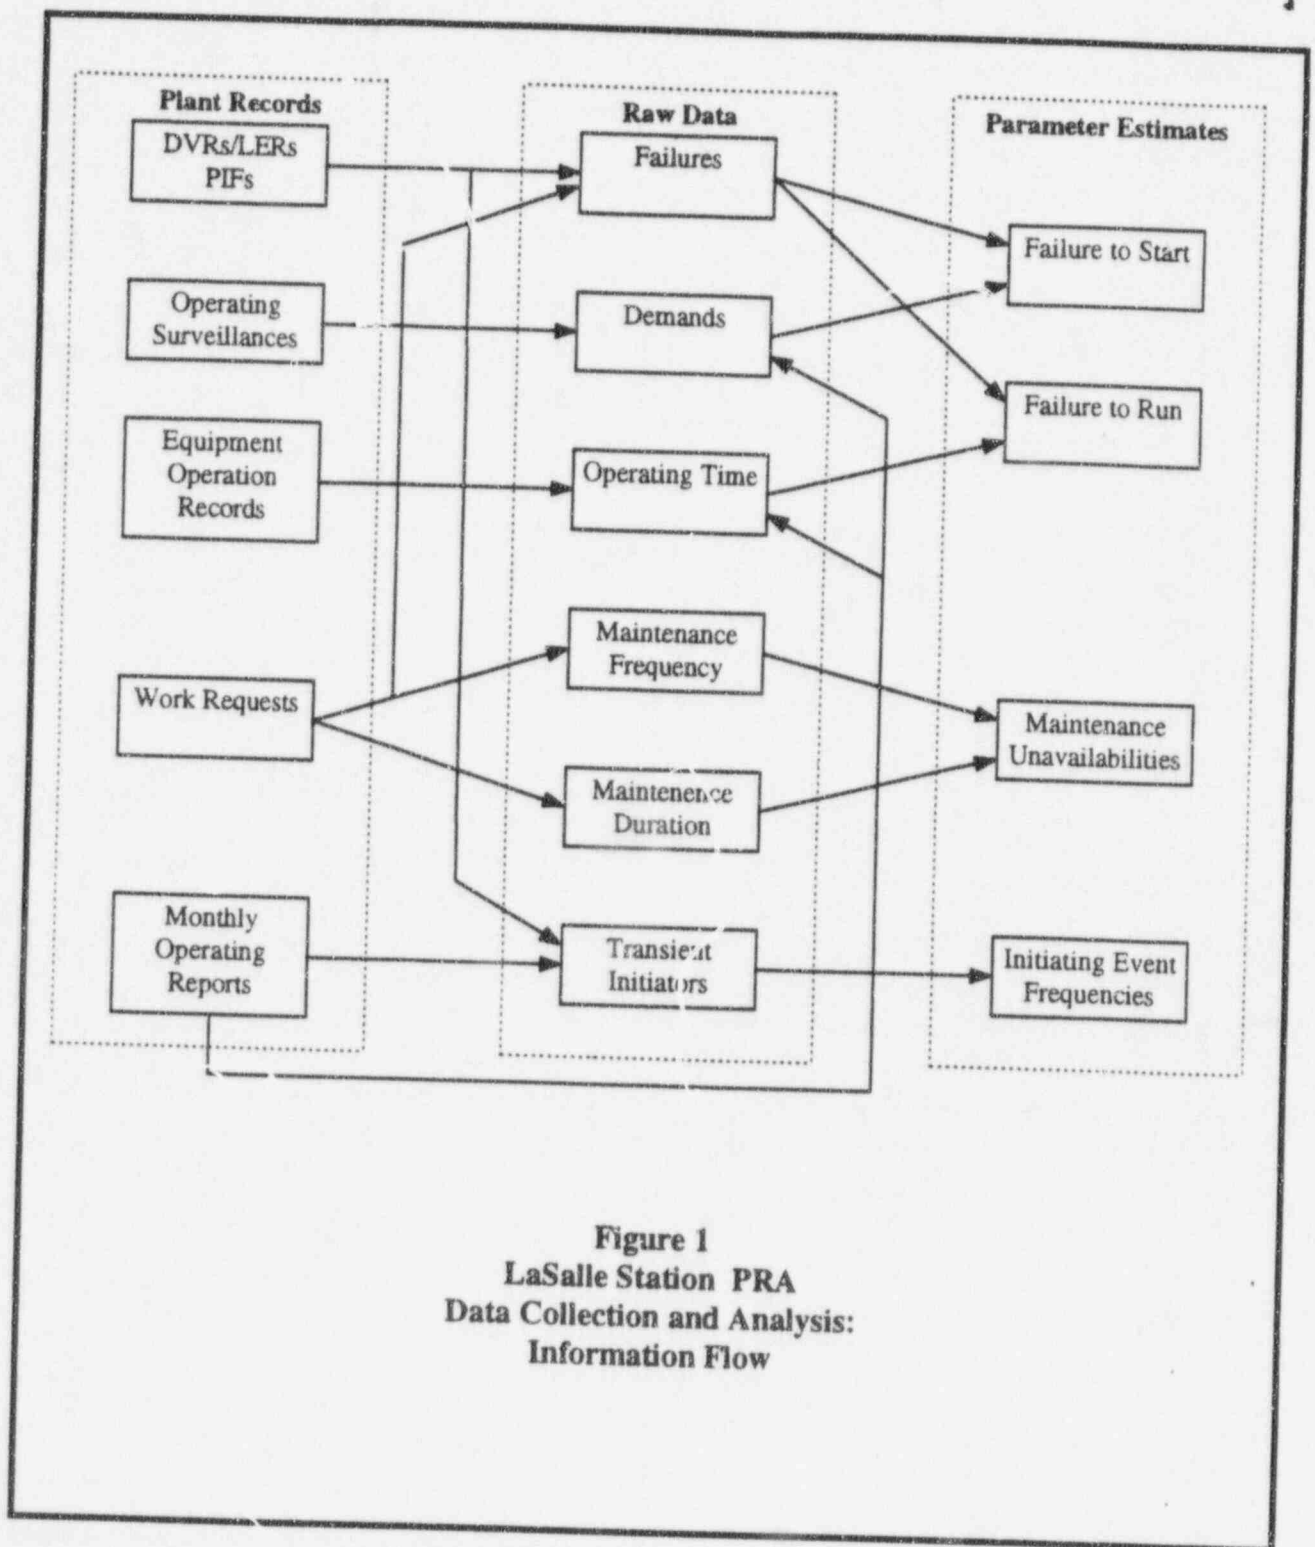 Plant Records
DVRs/LERs
PIFs
Operating
Surveillances
Equipment
Operation
Records
Work Requests
Monthly
Operating
Reports
Raw Data
Failures
Demands
Operating Time
Maintenance
Frequency
Maintenence
Duration
Transient
Initiators
Parameter Estimates
Failure to Start
Failure to Run
Maintenance
Unavailabilities
Initiating Event
Frequencies
Figure 1
LaSalle Station PRA
Data Collection and Analysis:
Information Flow